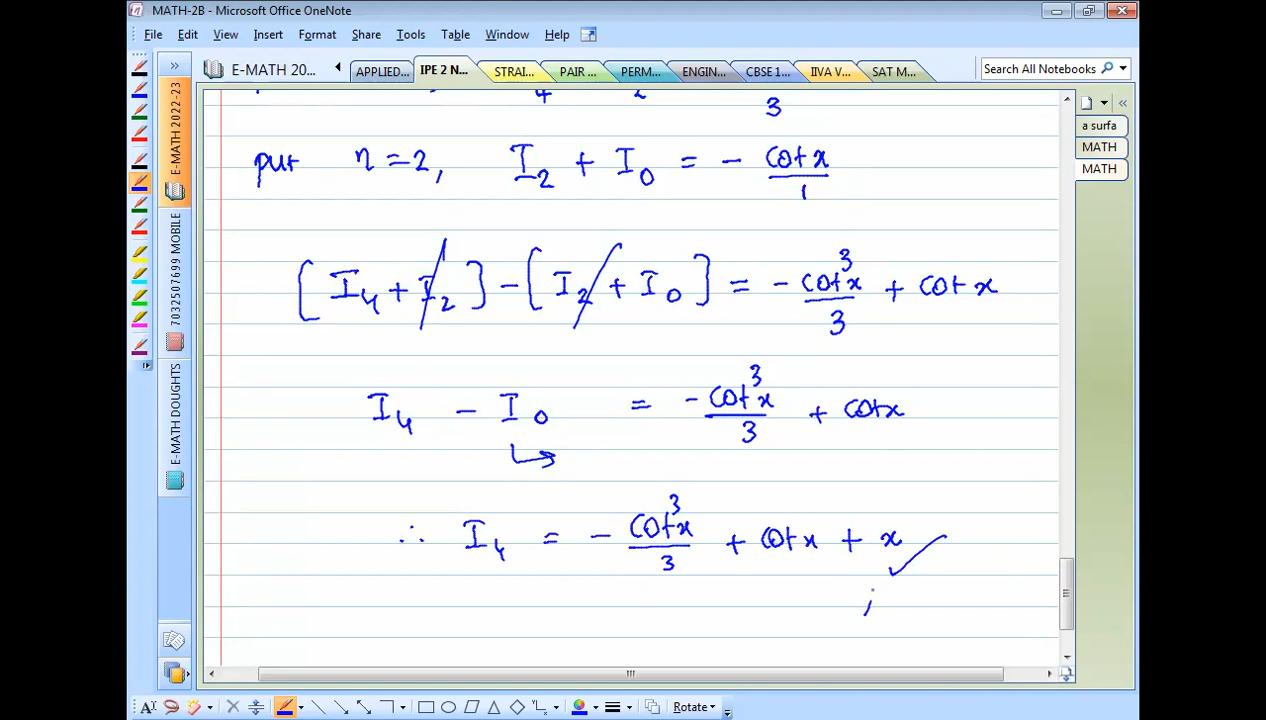 MATH-2B - Microsoft Office OneNote
File Edit View Insert Format Share Tools Table Window Help
E-MATH 20... APPLIED... IPE 2 N... STRAI... PAIR ... PERM... ENGIN... CBSE 1... IIVA V... SAT M... Search All Notebooks
E-MATH 2022-23
7032507699 MOBILE
E-MATH DOUGHTS
a surfa
MATH
MATH
4 2 3
put n = 2, I₂ + I₀ = - cot x / 1
[I₄ + I₂] - [I₂ + I₀] = - cot³x / 3 + cot x
I₄ - I₀ = - cot³x / 3 + cot x
∴ I₄ = - cot³x / 3 + cot x + x
Rotate